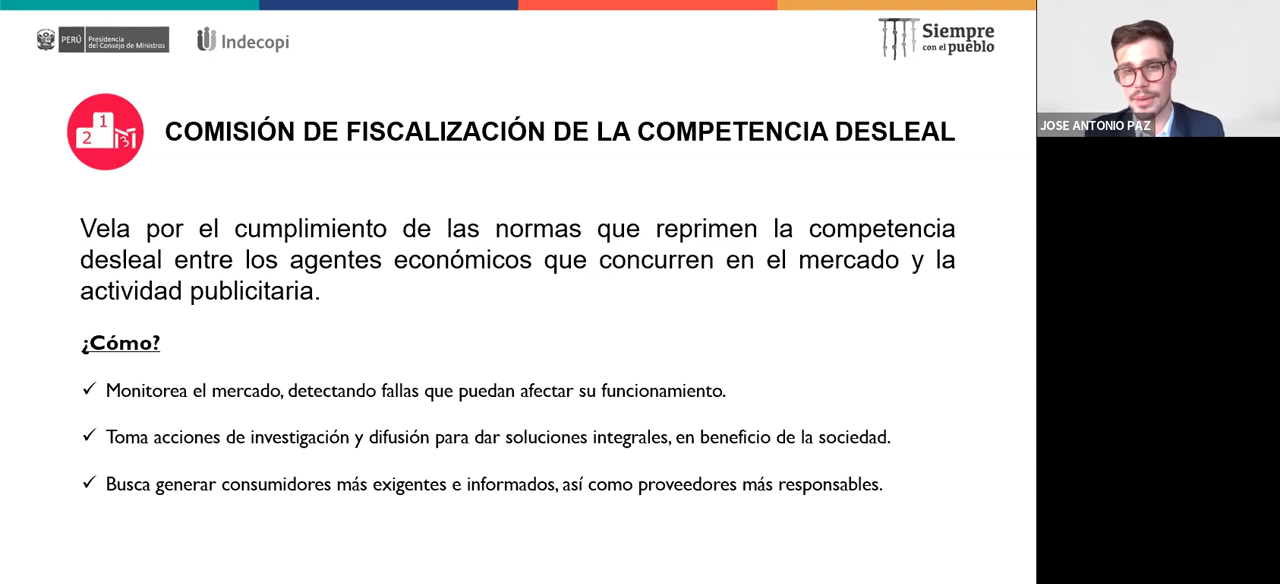 PERÚ
Presidencia
del Consejo de Ministros
Indecopi
Siempre
con el pueblo
JOSE ANTONIO PAZ
1
2
3
COMISIÓN DE FISCALIZACIÓN DE LA COMPETENCIA DESLEAL
Vela por el cumplimiento de las normas que reprimen la competencia
desleal entre los agentes económicos que concurren en el mercado y la
actividad publicitaria.
¿Cómo?
✓ Monitorea el mercado, detectando fallas que puedan afectar su funcionamiento.
✓ Toma acciones de investigación y difusión para dar soluciones integrales, en beneficio de la sociedad.
✓ Busca generar consumidores más exigentes e informados, así como proveedores más responsables.